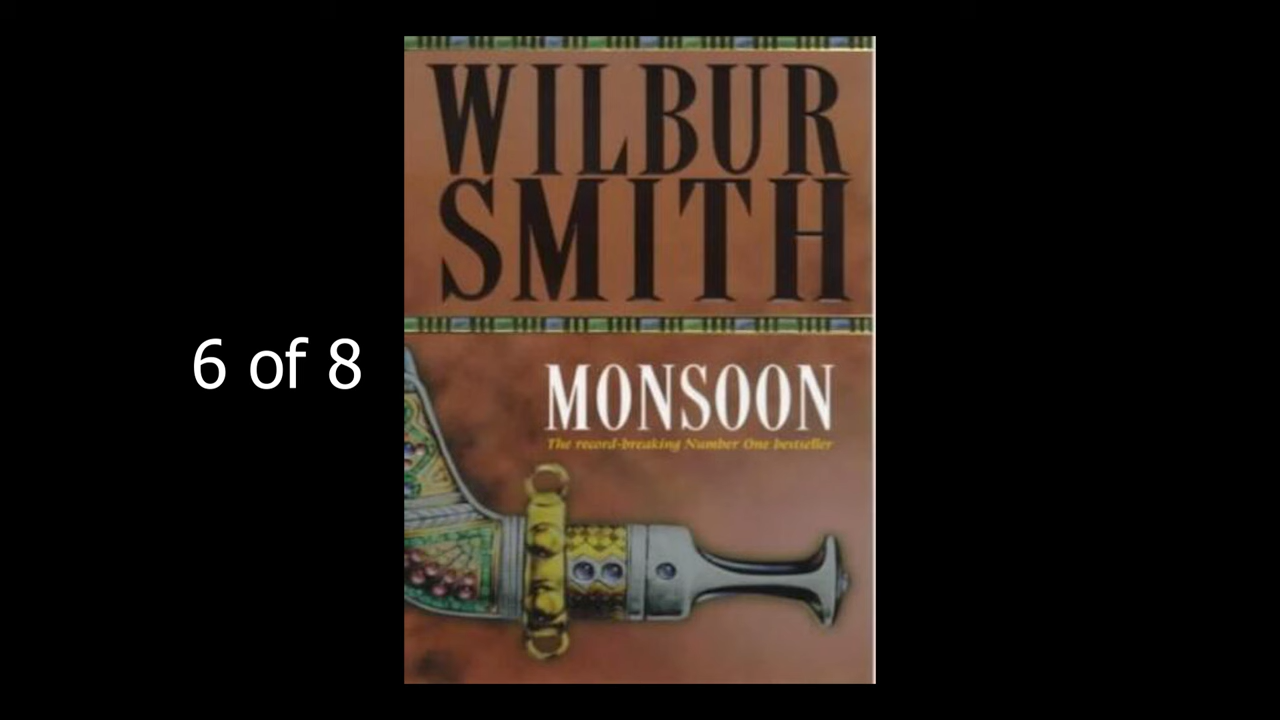 WILBUR
SMITH
6 of 8
MONSOON
The record-breaking Number One bestseller